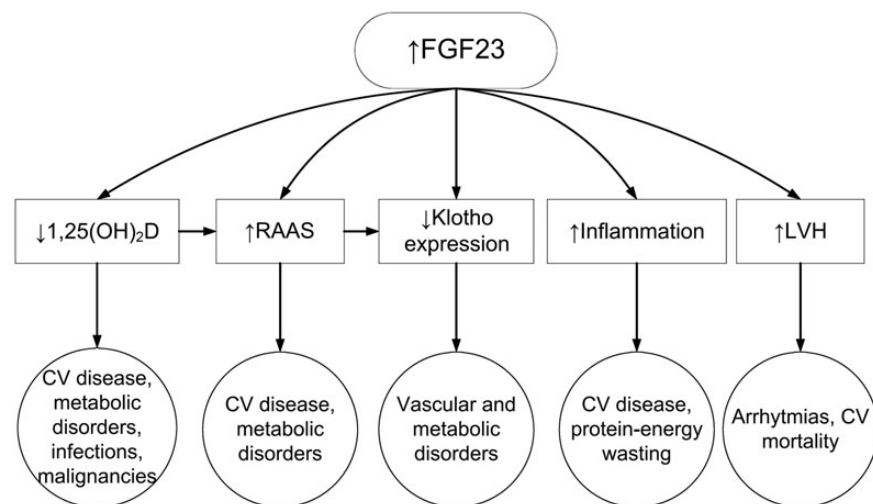 ↑FGF23
↓1,25(OH)₂D
↑RAAS
↓Klotho
expression
↑Inflammation
↑LVH
CV disease,
metabolic
disorders,
infections,
malignancies
CV disease,
metabolic
disorders
Vascular and
metabolic
disorders
CV disease,
protein-energy
wasting
Arrhytmias, CV
mortality